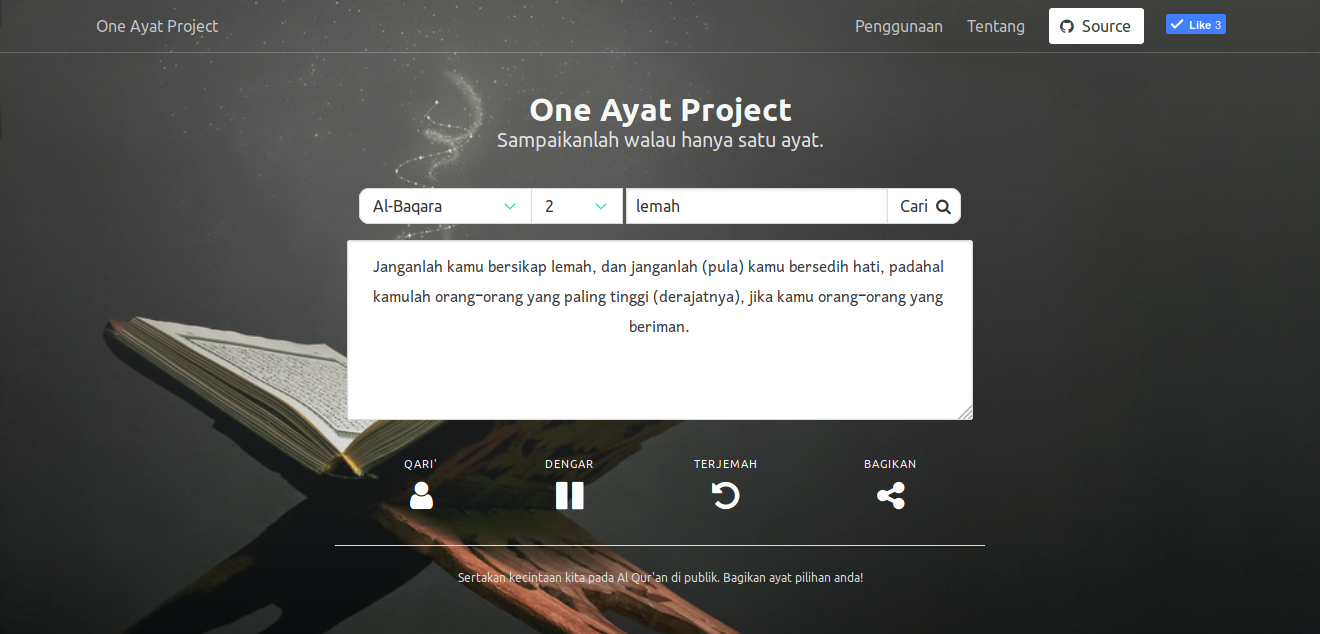 One Ayat Project
Penggunaan
Tentang
Source
Like 3
One Ayat Project
Sampaikanlah walau hanya satu ayat.
Al-Baqara
2
lemah
Cari
Janganlah kamu bersikap lemah, dan janganlah (pula) kamu bersedih hati, padahal
kamulah orang-orang yang paling tinggi (derajatnya), jika kamu orang-orang yang
beriman.
QARI'
DENGAR
TERJEMAH
BAGIKAN
Sertakan kecintaan kita pada Al Qur'an di publik. Bagikan ayat pilihan anda!